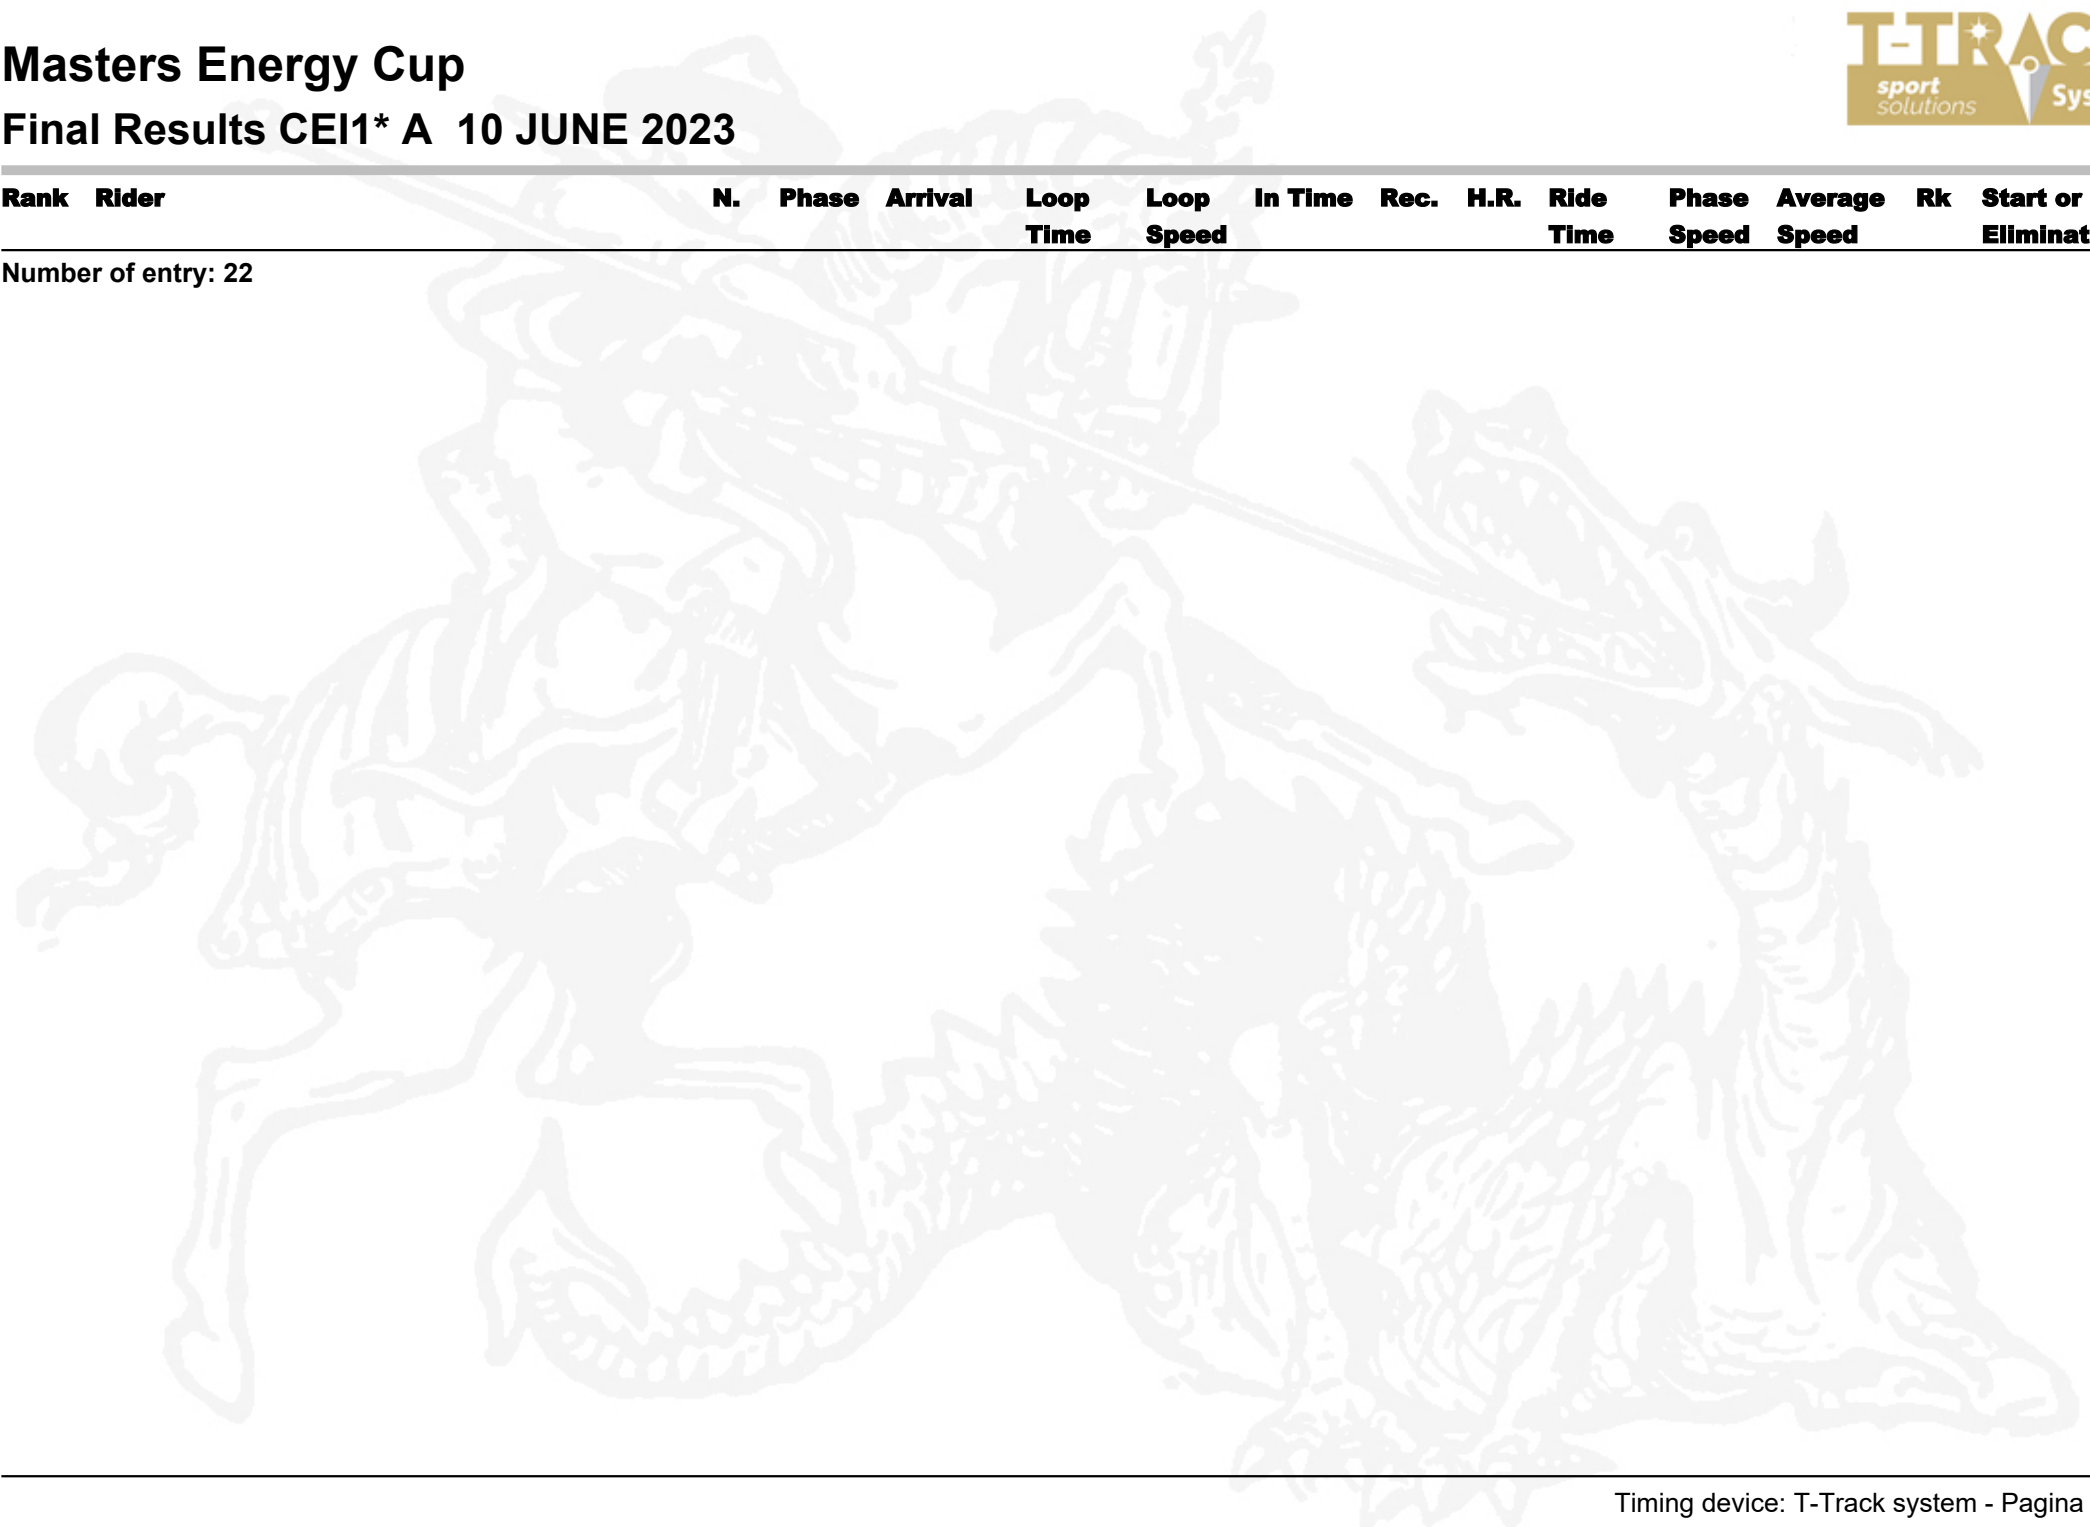 Masters Energy Cup
Final Results CEI1* A 10 JUNE 2023
T-TRAC
sport
solutions
Sys
Rank Rider N. Phase Arrival Loop Loop In Time Rec. H.R. Ride Phase Average Rk Start or
Time Speed Time Speed Speed Eliminat
Number of entry: 22
Timing device: T-Track system - Pagina